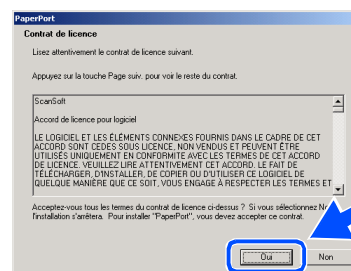 PaperPort
Contrat de licence
Lisez attentivement le contrat de licence suivant.
Appuyez sur la touche Page suiv. pour voir le reste du contrat.
ScanSoft
Accord de licence pour logiciel
LE LOGICIEL ET LES ÉLÉMENTS CONNEXES FOURNIS DANS LE CADRE DE CET
ACCORD SONT CEDES SOUS LICENCE, NON VENDUS ET PEUVENT ÊTRE
UTILISÉS UNIQUEMENT EN CONFORMITE AVEC LES TERMES DE CET ACCORD
DE LICENCE. VEUILLEZ LIRE ATTENTIVEMENT CET ACCORD. LE FAIT DE
TÉLÉCHARGER, D'INSTALLER, DE COPIER OU D'UTILISER CE LOGICIEL DE
QUELQUE MANIÈRE QUE CE SOIT, VOUS ENGAGE À RESPECTER LES TERMES ET
Acceptez-vous tous les termes du contrat de licence ci-dessus ? Si vous sélectionnez
l'installation s'arrêtera. Pour installer "PaperPort", vous devez accepter ce contrat.
Oui
Non